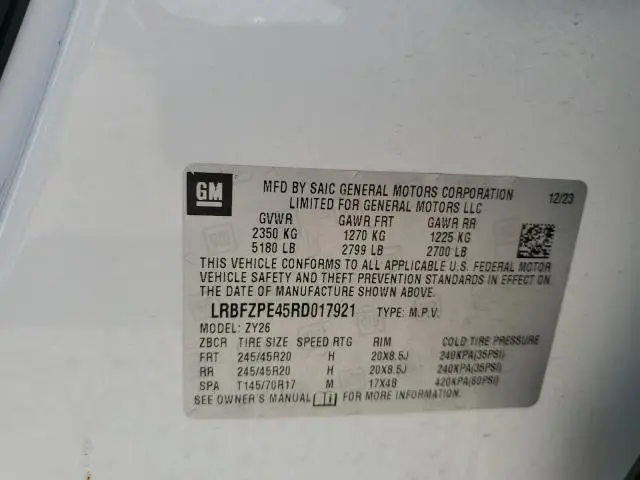 GM
MFD BY SAIC GENERAL MOTORS CORPORATION
LIMITED FOR GENERAL MOTORS LLC
12/23
GVWR GAWR FRT GAWR RR
2350 KG 1270 KG 1225 KG
5180 LB 2799 LB 2700 LB
THIS VEHICLE CONFORMS TO ALL APPLICABLE U.S. FEDERAL MOTOR
VEHICLE SAFETY AND THEFT PREVENTION STANDARDS IN EFFECT ON
THE DATE OF MANUFACTURE SHOWN ABOVE.
LRBFZPE45RD017921 TYPE: M.P.V.
MODEL: ZY26
ZBCR TIRE SIZE SPEED RTG RIM COLD TIRE PRESSURE
FRT 245/45R20 H 20X8.5J 240KPA(35PSI)
RR 245/45R20 H 20X8.5J 240KPA(35PSI)
SPA T145/70R17 M 17X4B 420KPA(60PSI)
SEE OWNER'S MANUAL i FOR MORE INFORMATION.